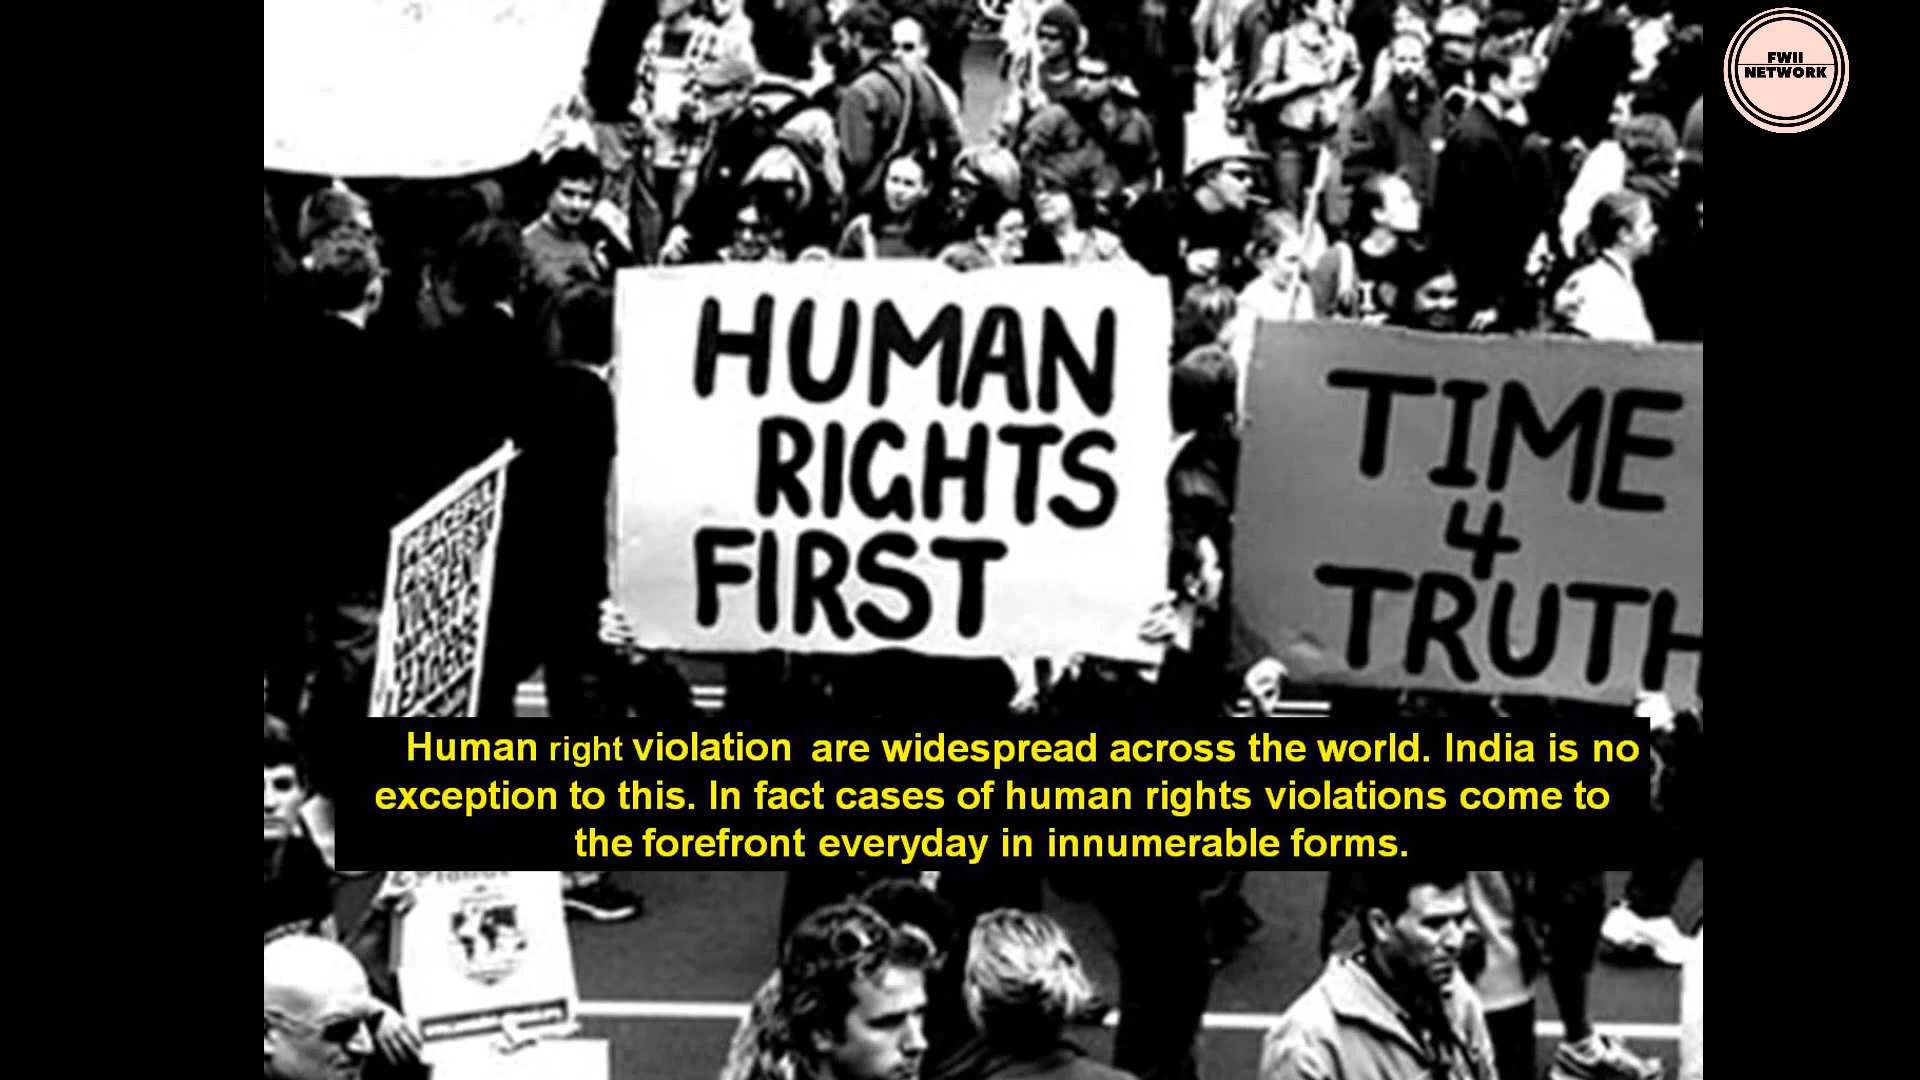 FWII
NETWORK
HUMAN
RIGHTS
FIRST
TIME
4
TRUTH
PEACEFUL
Human right violation are widespread across the world. India is no
exception to this. In fact cases of human rights violations come to
the forefront everyday in innumerable forms.